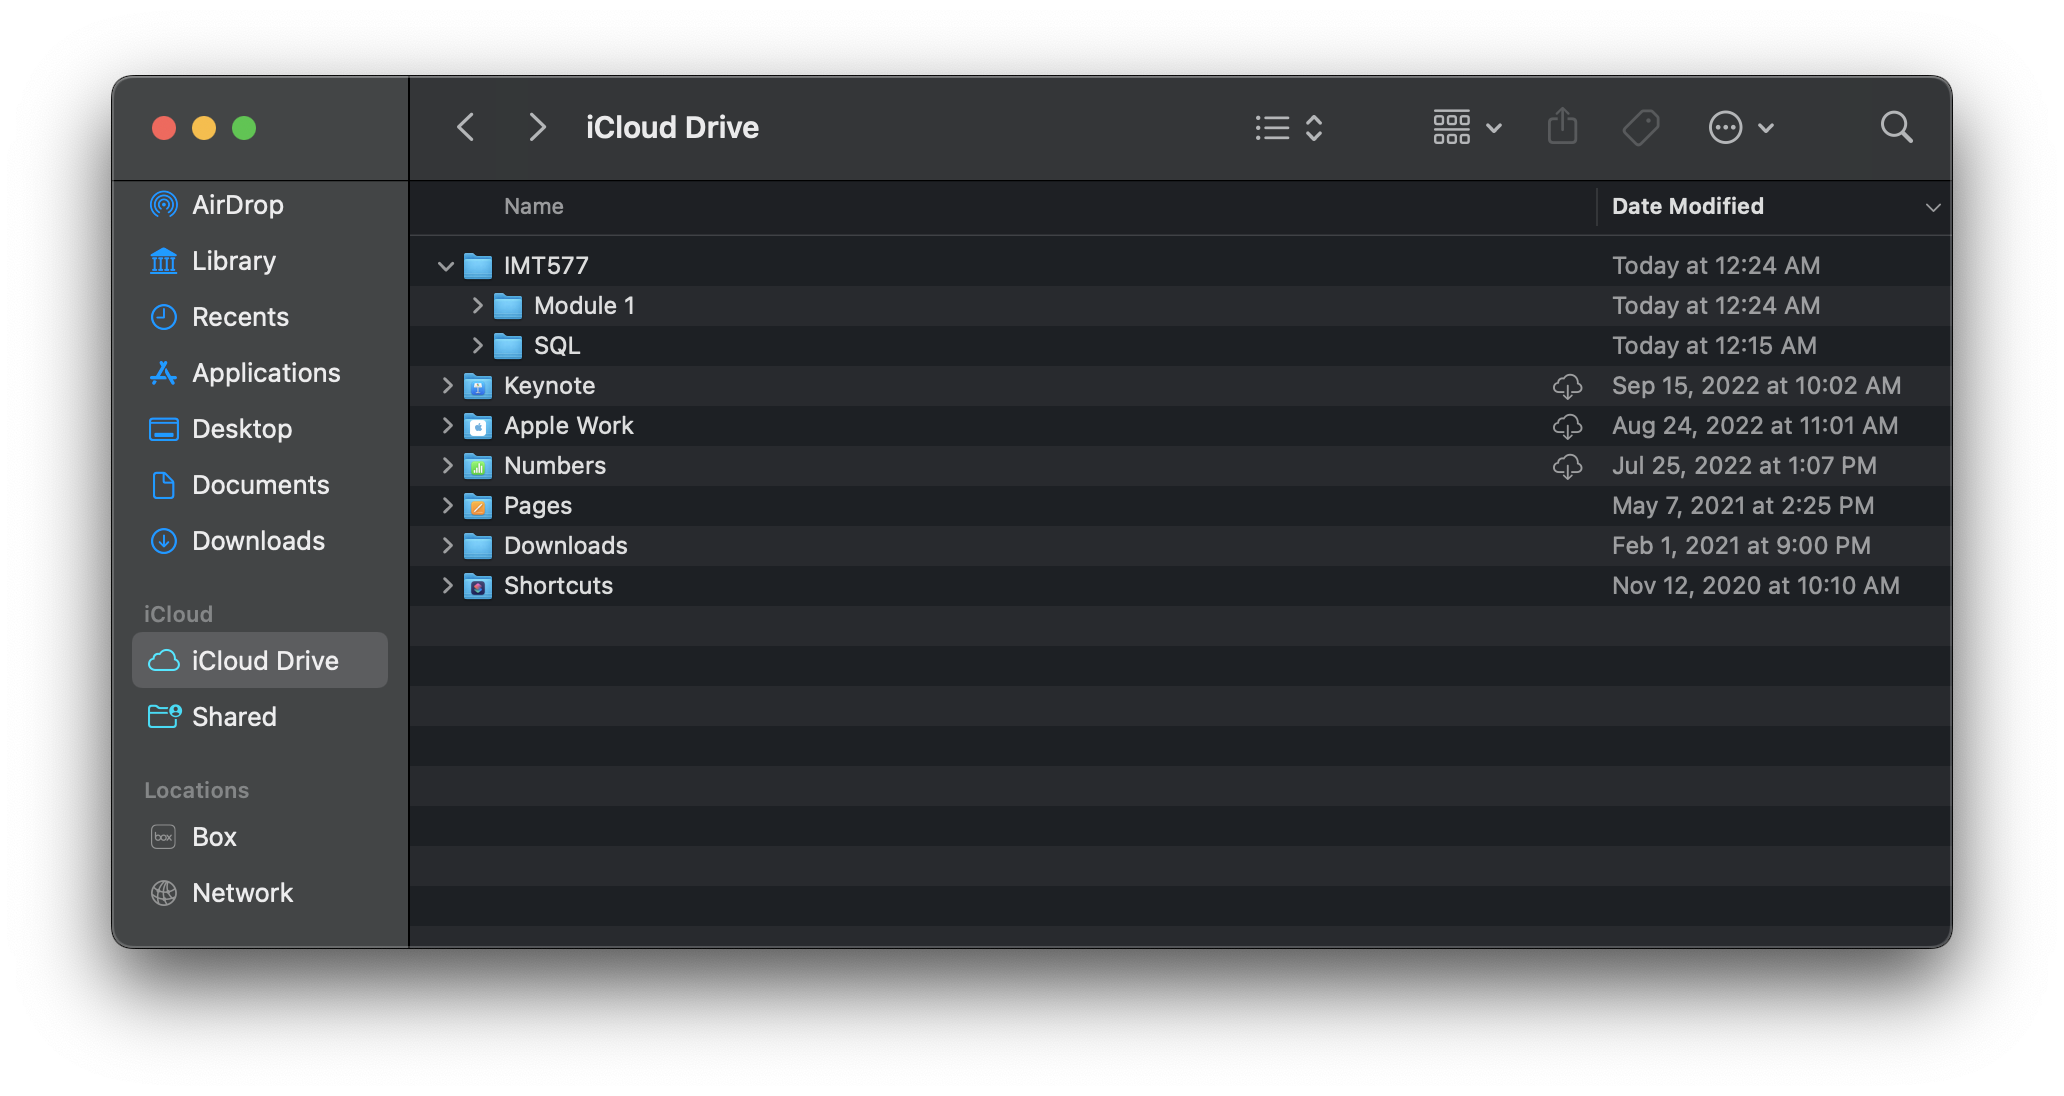 iCloud Drive
AirDrop
Library
Recents
Applications
Desktop
Documents
Downloads
iCloud
iCloud Drive
Shared
Locations
box Box
Network
Name Date Modified
IMT577 Today at 12:24 AM
Module 1 Today at 12:24 AM
SQL Today at 12:15 AM
Keynote Sep 15, 2022 at 10:02 AM
Apple Work Aug 24, 2022 at 11:01 AM
Numbers Jul 25, 2022 at 1:07 PM
Pages May 7, 2021 at 2:25 PM
Downloads Feb 1, 2021 at 9:00 PM
Shortcuts Nov 12, 2020 at 10:10 AM